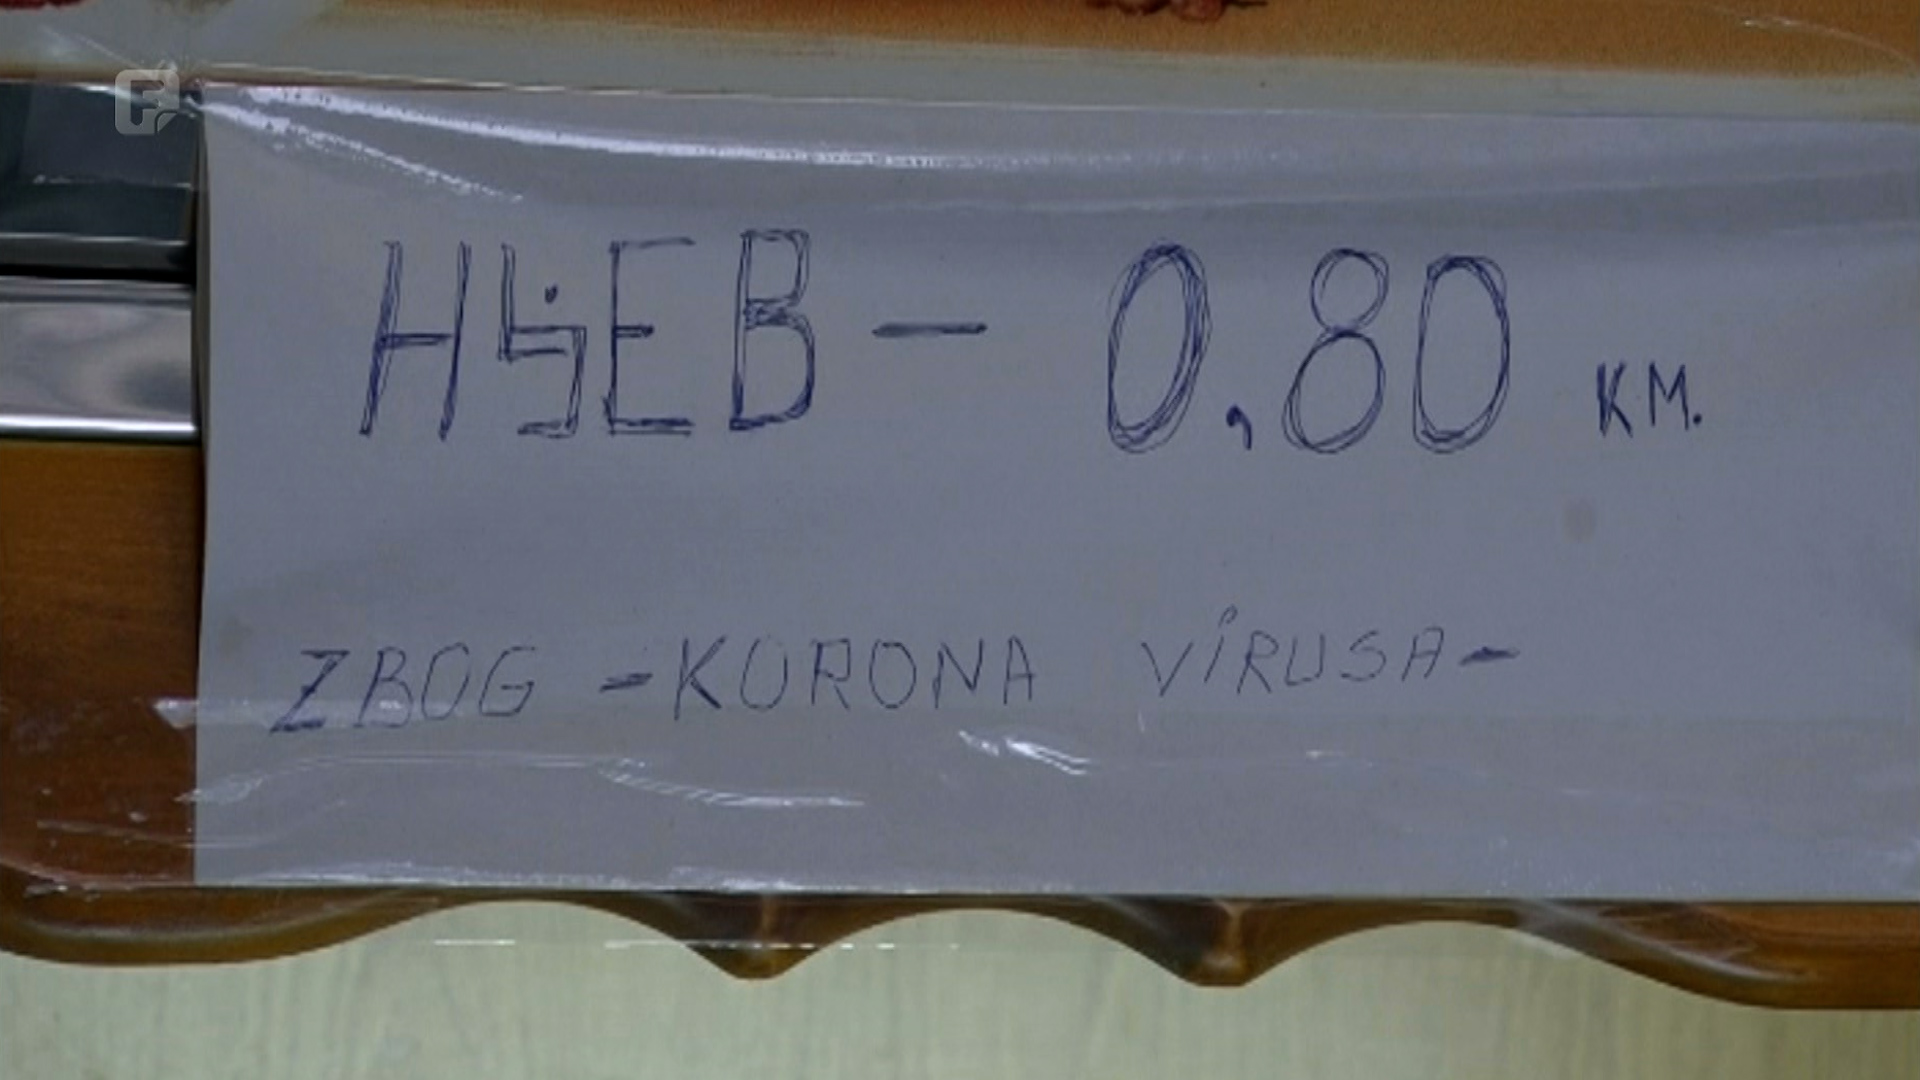 F
HLJEB – 0,80 KM.
ZBOG - KORONA VIRUSA -